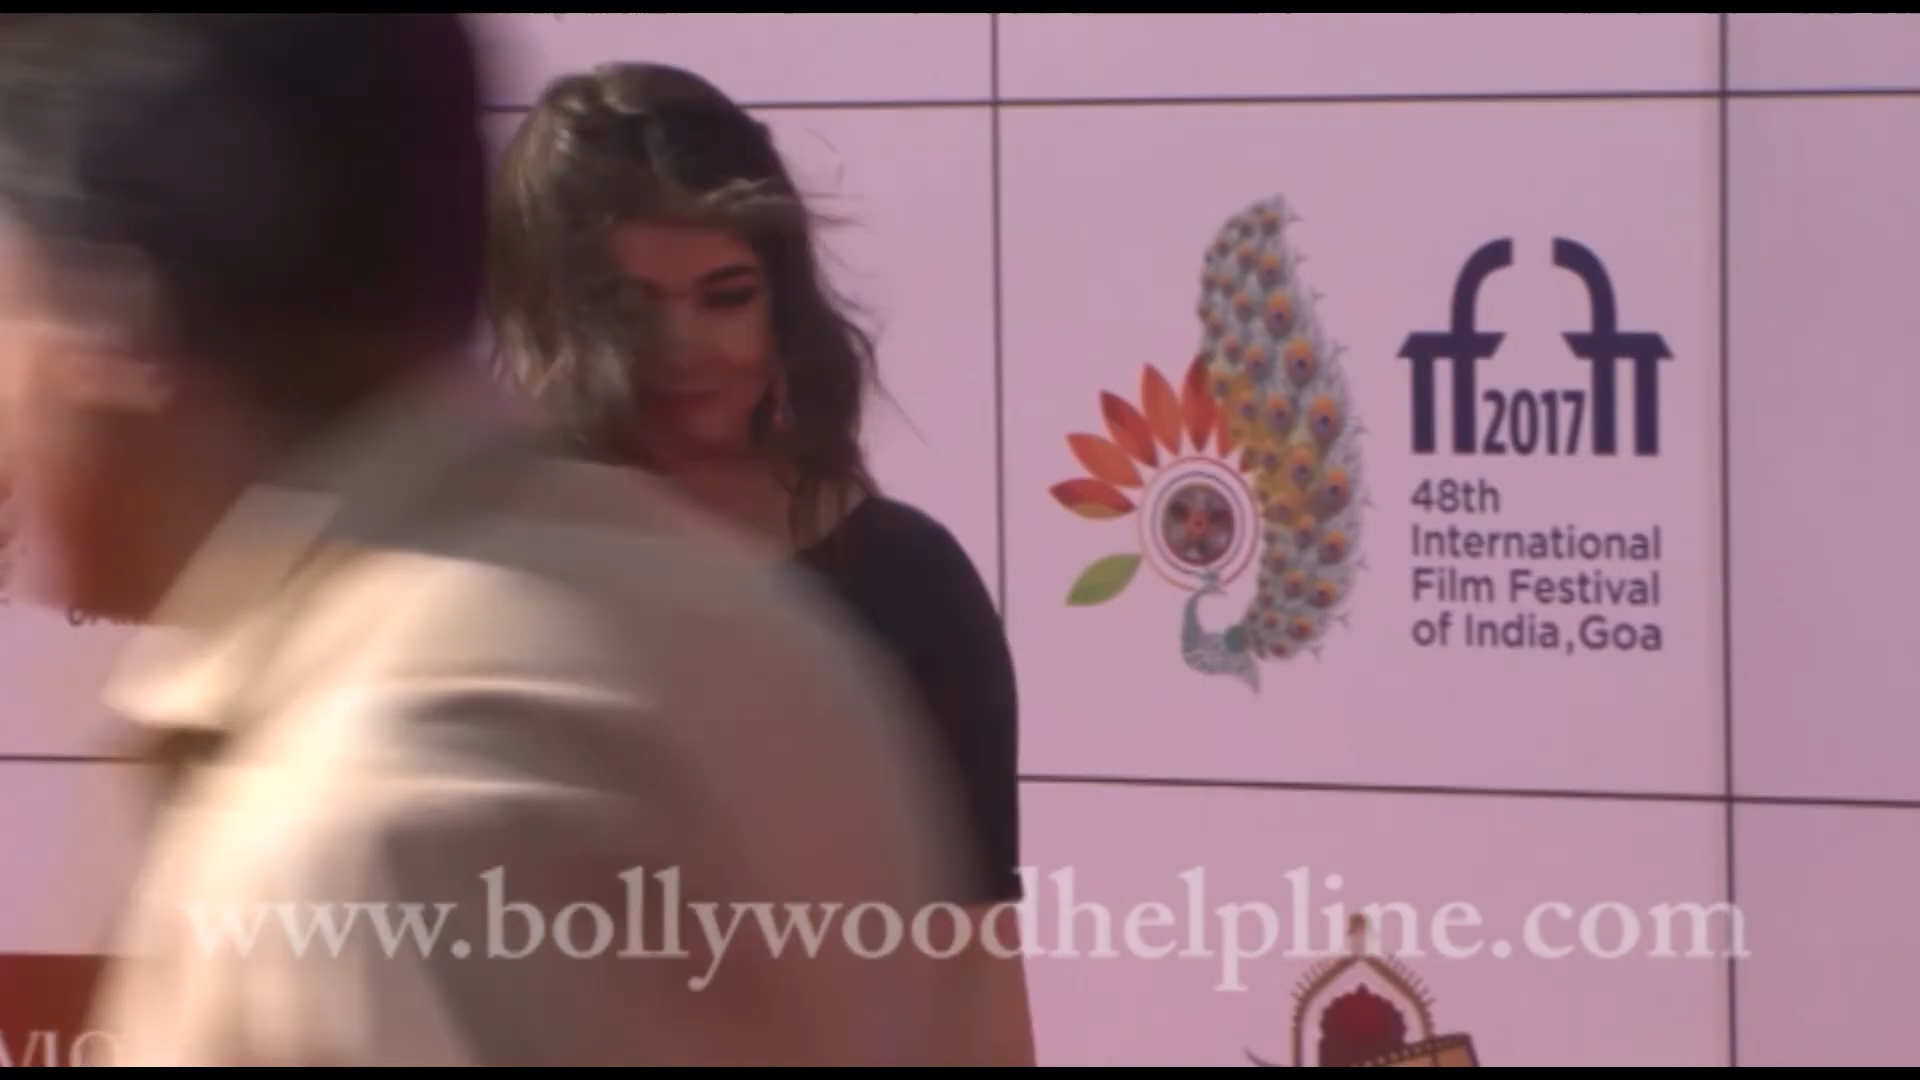 2017
48th
International
Film Festival
of India,Goa
www.bollywoodhelpline.com